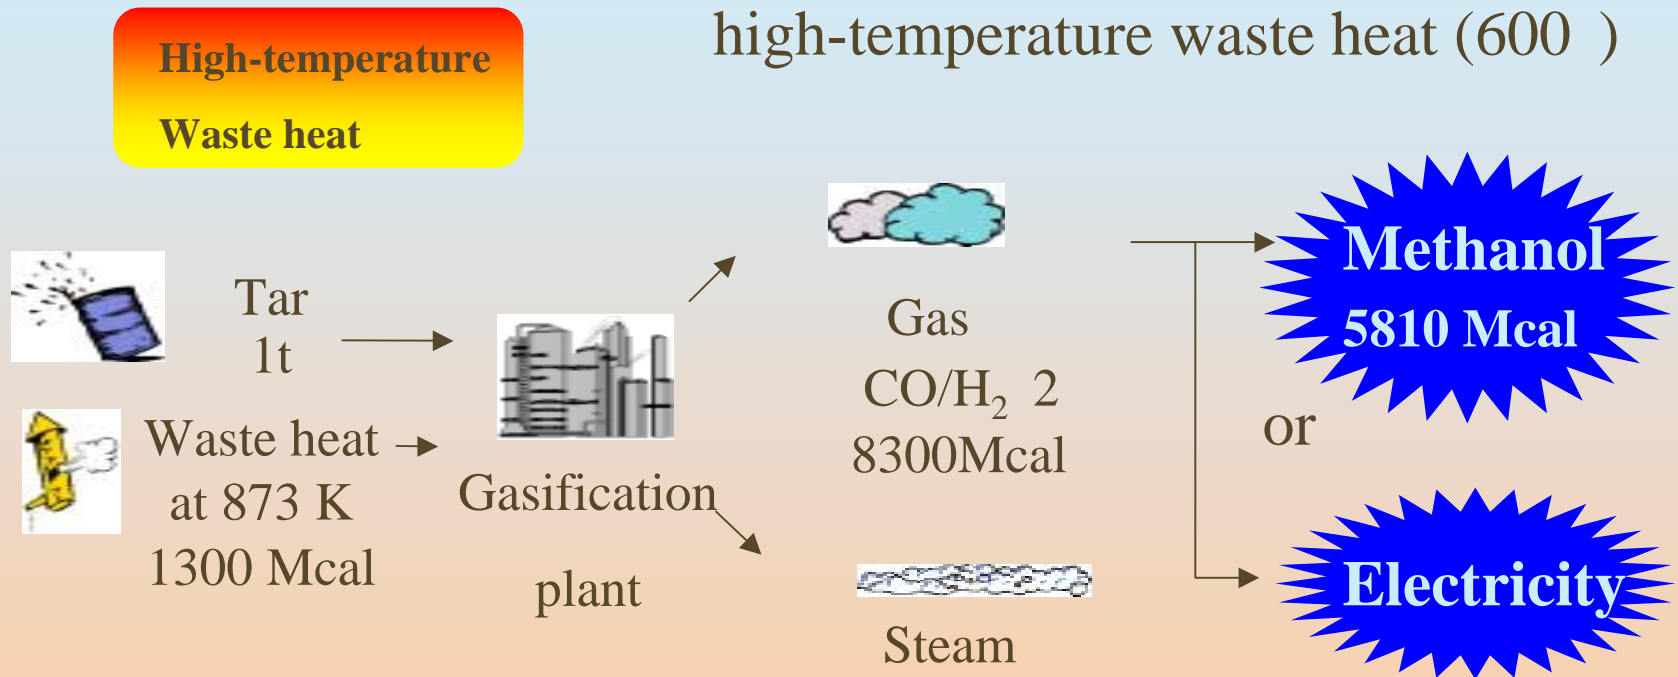 high-temperature waste heat (600 )
High-temperature
Waste heat
Tar
1t
Waste heat
at 873 K
1300 Mcal
Gasification
plant
Gas
CO/H₂ 2
8300Mcal
Steam
Methanol
5810 Mcal
or
Electricity